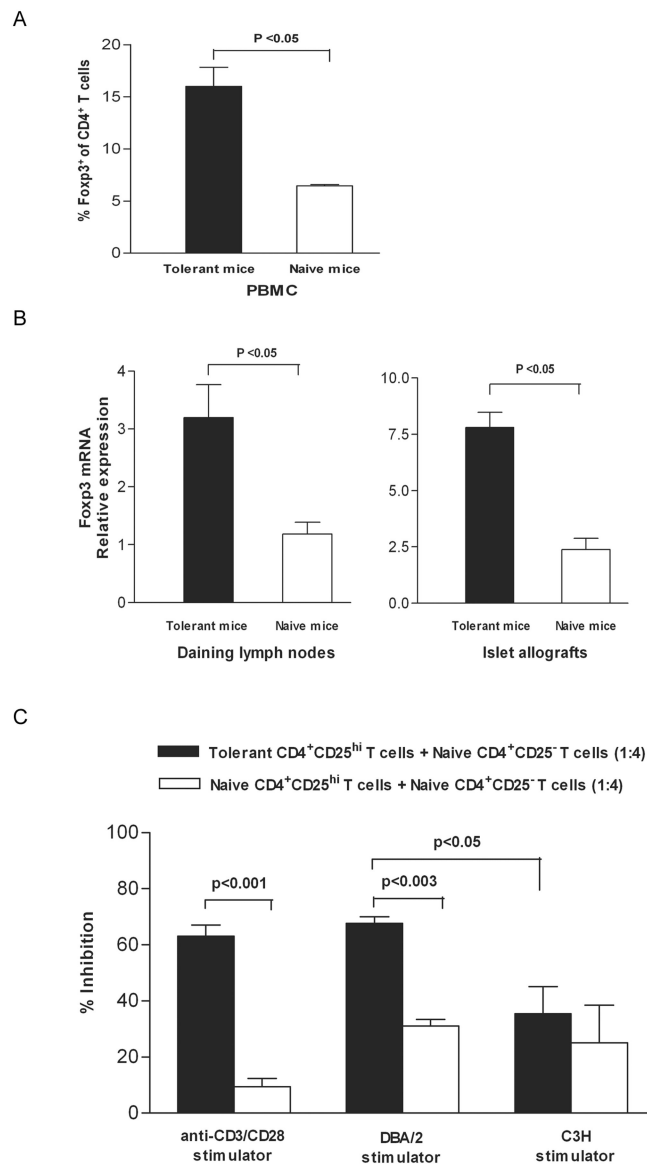 A
P <0.05
20
15
10
5
0
% Foxp3⁺ of CD4⁺ T cells
Tolerant mice Naive mice
PBMC
B
P <0.05
4
3
2
1
0
Foxp3 mRNA
Relative expression
Tolerant mice Naive mice
Daining lymph nodes
P <0.05
10.0
7.5
5.0
2.5
0.0
Tolerant mice Naive mice
Islet allografts
C
Tolerant CD4⁺CD25ʰⁱ T cells + Naive CD4⁺CD25⁻ T cells (1:4)
Naive CD4⁺CD25ʰⁱ T cells + Naive CD4⁺CD25⁻ T cells (1:4)
100
80
60
40
20
0
% Inhibition
p<0.05
p<0.001
p<0.003
anti-CD3/CD28
stimulator
DBA/2
stimulator
C3H
stimulator